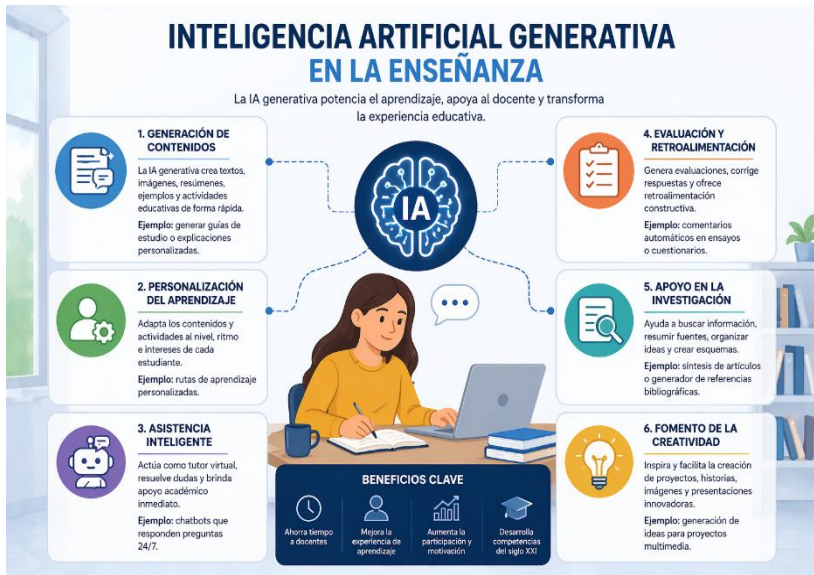 INTELIGENCIA ARTIFICIAL GENERATIVA
EN LA ENSEÑANZA
La IA generativa potencia el aprendizaje, apoya al docente y transforma
la experiencia educativa.
1. GENERACIÓN DE
CONTENIDOS
La IA generativa crea textos,
imágenes, resúmenes,
ejemplos y actividades
educativas de forma rápida.
Ejemplo: generar guías de
estudio o explicaciones
personalizadas.
2. PERSONALIZACIÓN
DEL APRENDIZAJE
Adapta los contenidos y
actividades al nivel, ritmo
e intereses de cada
estudiante.
Ejemplo: rutas de aprendizaje
personalizadas.
3. ASISTENCIA
INTELIGENTE
Actúa como tutor virtual,
resuelve dudas y brinda
apoyo académico
inmediato.
Ejemplo: chatbots que
responden preguntas
24/7.
IA
BENEFICIOS CLAVE
Ahorra tiempo
a docentes
Mejora la
experiencia de
aprendizaje
Aumenta la
participación y
motivación
Desarrolla
competencias
del siglo XXI
4. EVALUACIÓN Y
RETROALIMENTACIÓN
Genera evaluaciones, corrige
respuestas y ofrece
retroalimentación
constructiva.
Ejemplo: comentarios
automáticos en ensayos
o cuestionarios.
5. APOYO EN LA
INVESTIGACIÓN
Ayuda a buscar información,
resumir fuentes, organizar
ideas y crear esquemas.
Ejemplo: síntesis de artículos
o generador de referencias
bibliográficas.
6. FOMENTO DE LA
CREATIVIDAD
Inspira y facilita la creación
de proyectos, historias,
imágenes y presentaciones
innovadoras.
Ejemplo: generación de
ideas para proyectos
multimedia.